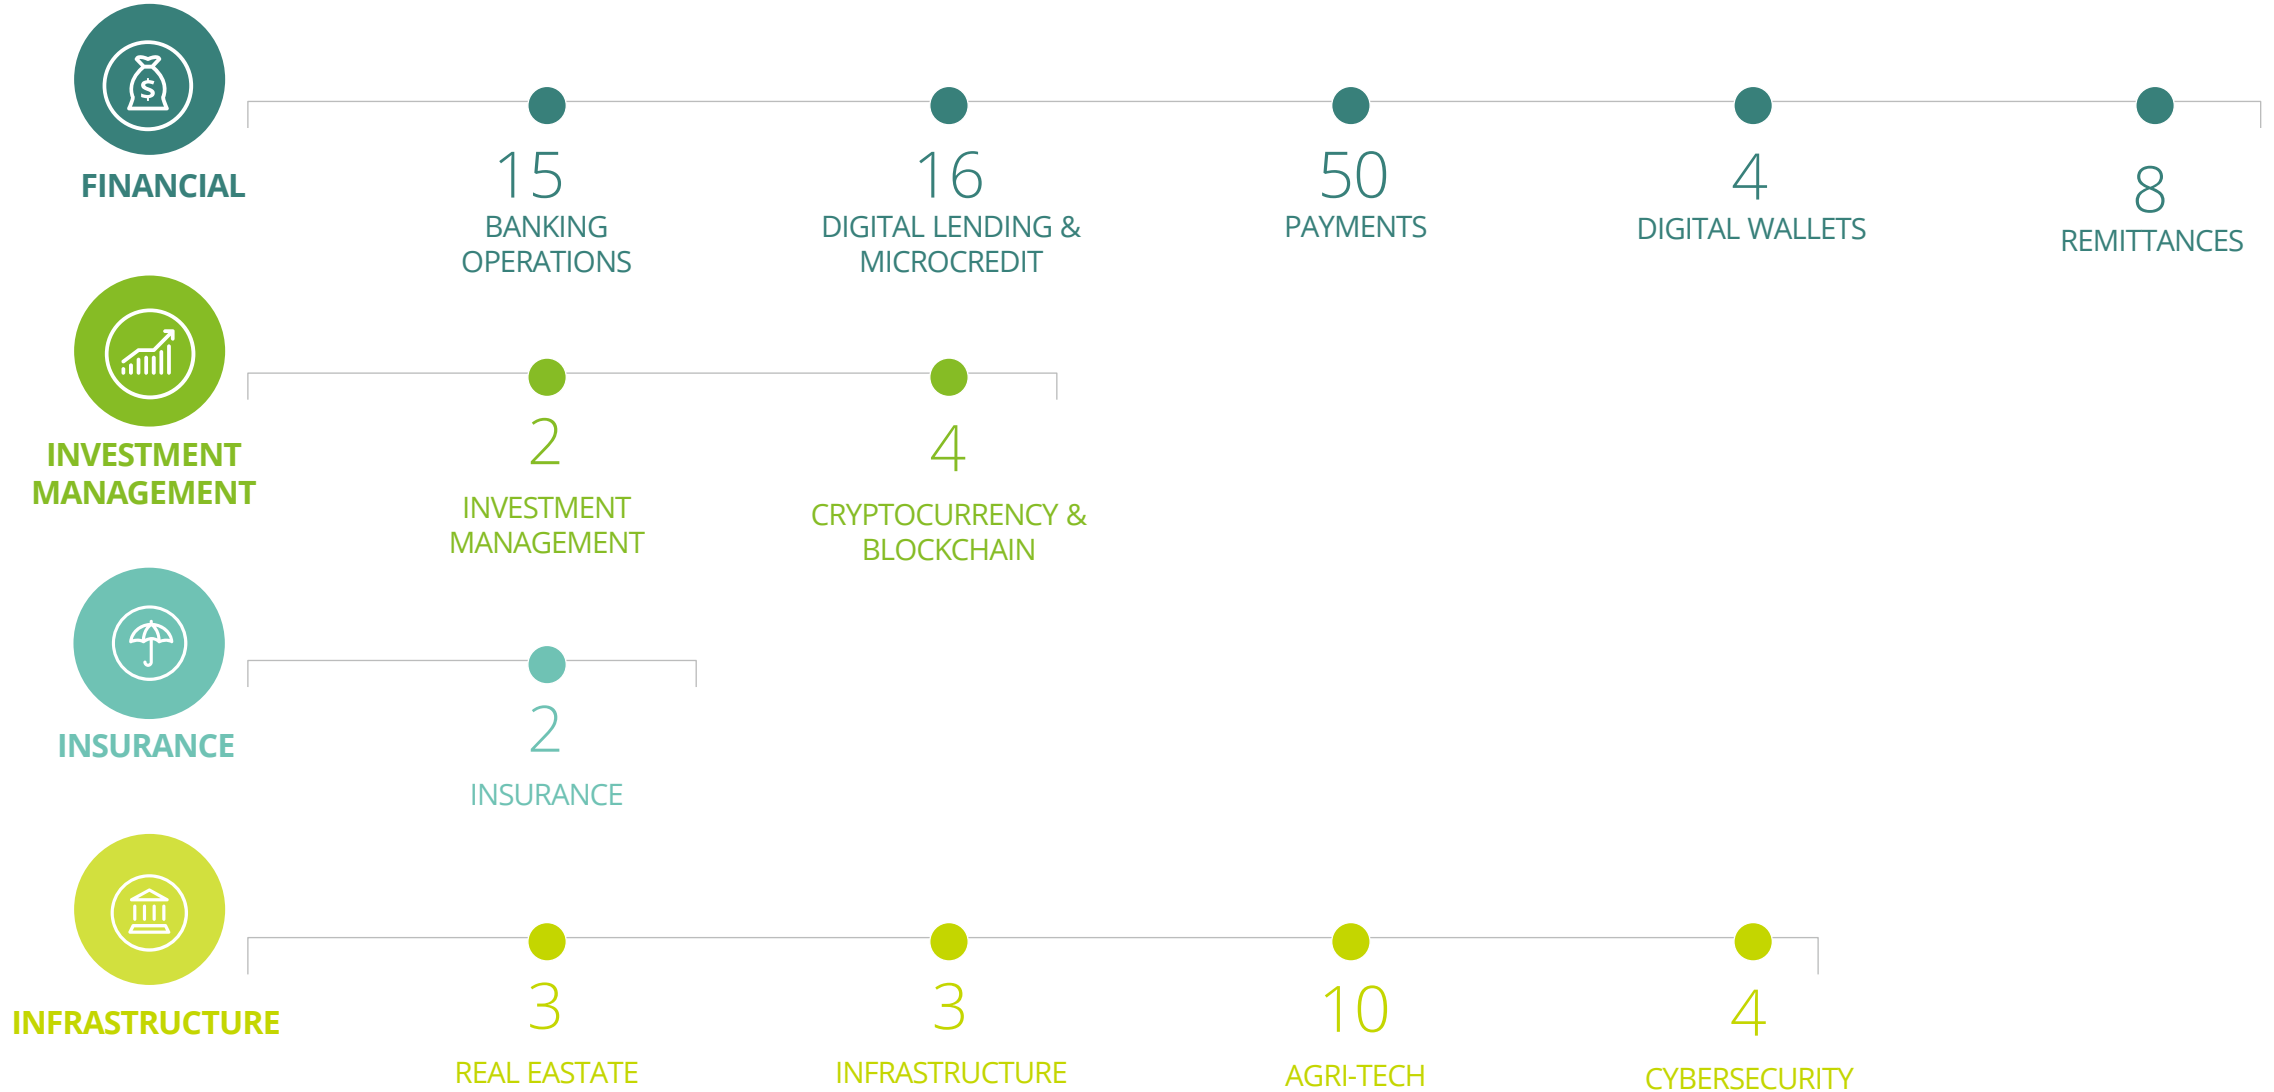 $
FINANCIAL
15
BANKING
OPERATIONS
16
DIGITAL LENDING &
MICROCREDIT
50
PAYMENTS
4
DIGITAL WALLETS
8
REMITTANCES
INVESTMENT
MANAGEMENT
2
INVESTMENT
MANAGEMENT
4
CRYPTOCURRENCY &
BLOCKCHAIN
INSURANCE
2
INSURANCE
INFRASTRUCTURE
3
REAL EASTATE
3
INFRASTRUCTURE
10
AGRI-TECH
4
CYBERSECURITY